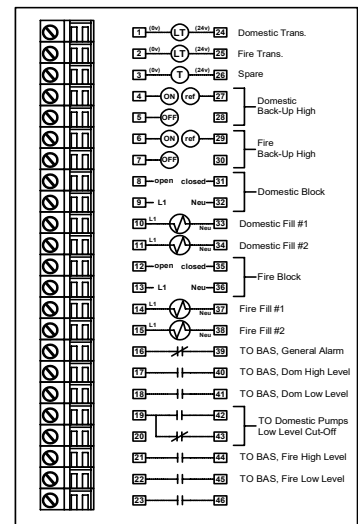 1 (0v) LT (24v) 24 Domestic Trans.
2 (0v) LT (24v) 25 Fire Trans.
3 (0v) T (24v) 26 Spare
4 ON ref 27 Domestic
Back-Up High
5 OFF 28
6 ON ref 29 Fire
Back-Up High
7 OFF 30
8 open closed 31
Domestic Block
9 L1 Neu 32
10 L1 Neu 33 Domestic Fill #1
11 L1 Neu 34 Domestic Fill #2
12 open closed 35
Fire Block
13 L1 Neu 36
14 L1 Neu 37 Fire Fill #1
15 L1 Neu 38 Fire Fill #2
16 39 TO BAS, General Alarm
17 40 TO BAS, Dom High Level
18 41 TO BAS, Dom Low Level
19 42 TO Domestic Pumps
20 43 Low Level Cut-Off
21 44 TO BAS, Fire High Level
22 45 TO BAS, Fire Low Level
23 46